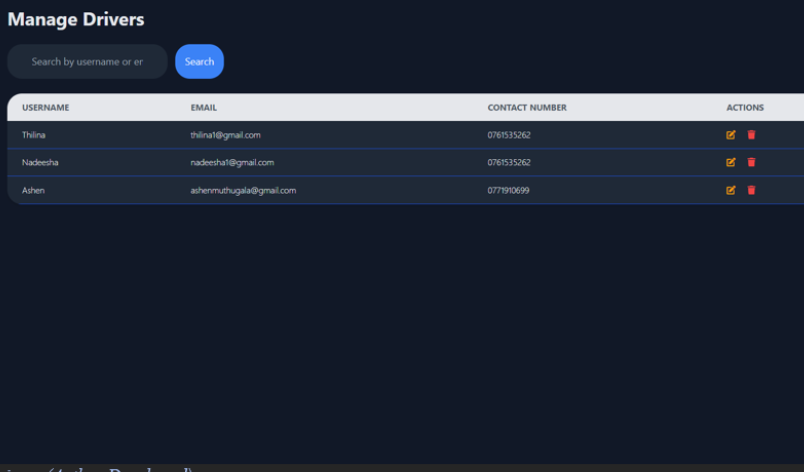 Manage Drivers
Search by username or er
Search
USERNAME EMAIL CONTACT NUMBER ACTIONS
Thilina thilina1@gmail.com 0761535262
Nadeesha nadeesha1@gmail.com 0761535262
Ashen ashenmuthugala@gmail.com 0771910699